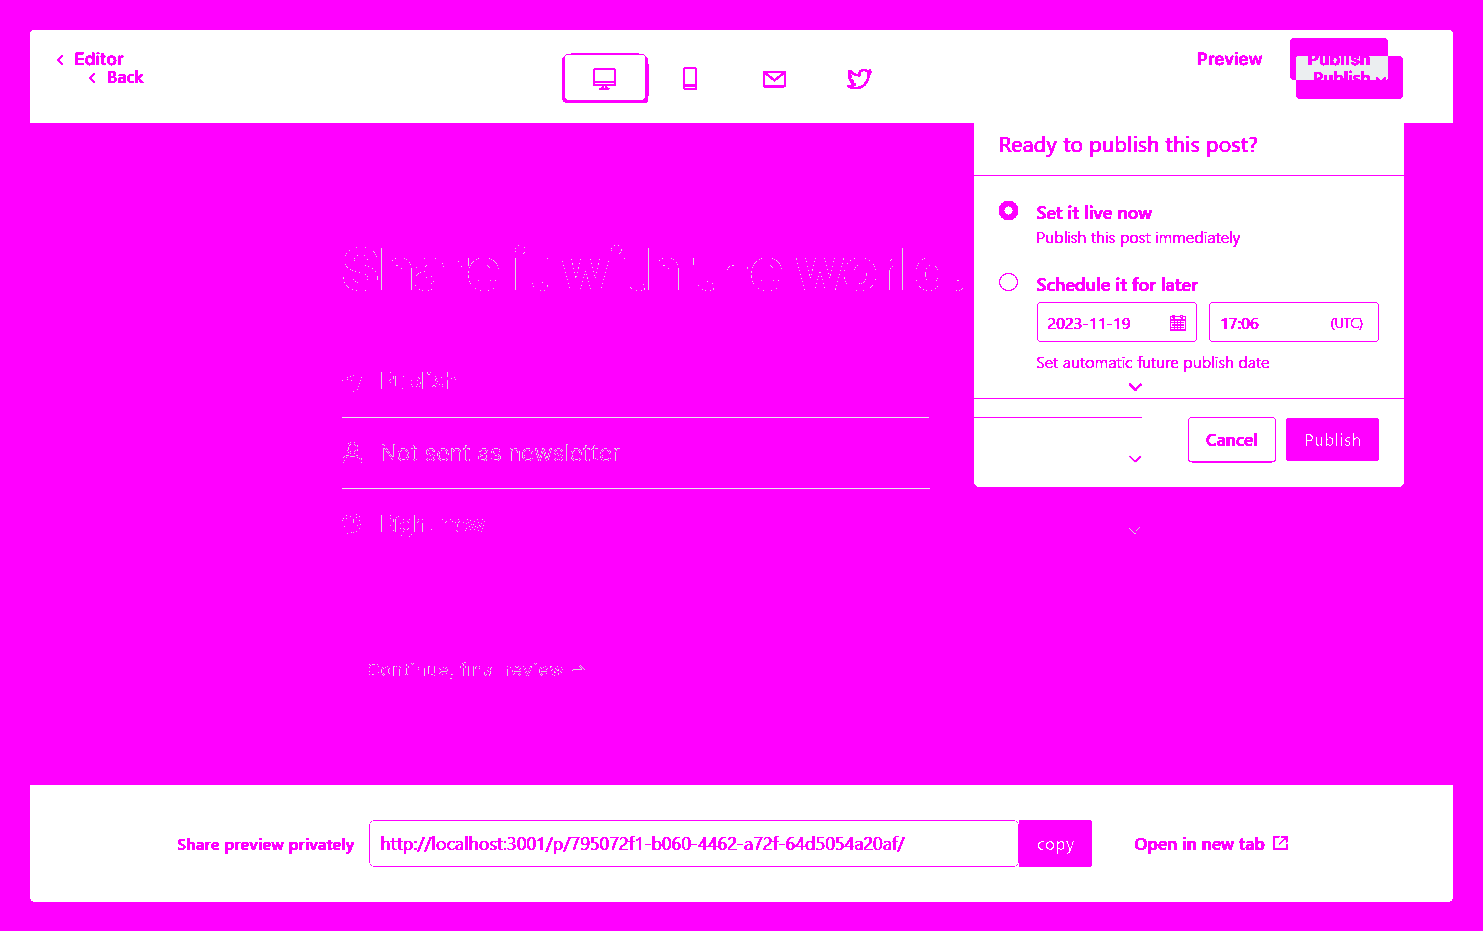 Editor
Back
Preview
Publish
Publish
Ready to publish this post?
Set it live now
Publish this post immediately
Schedule it for later
2023-11-19
17:06
(UTC)
Set automatic future publish date
Cancel
Publish
Share it with the world.
Publish
Not sent as newsletter
Right now
Continue, final review →
Share preview privately
http://localhost:3001/p/795072f1-b060-4462-a72f-64d5054a20af/
copy
Open in new tab